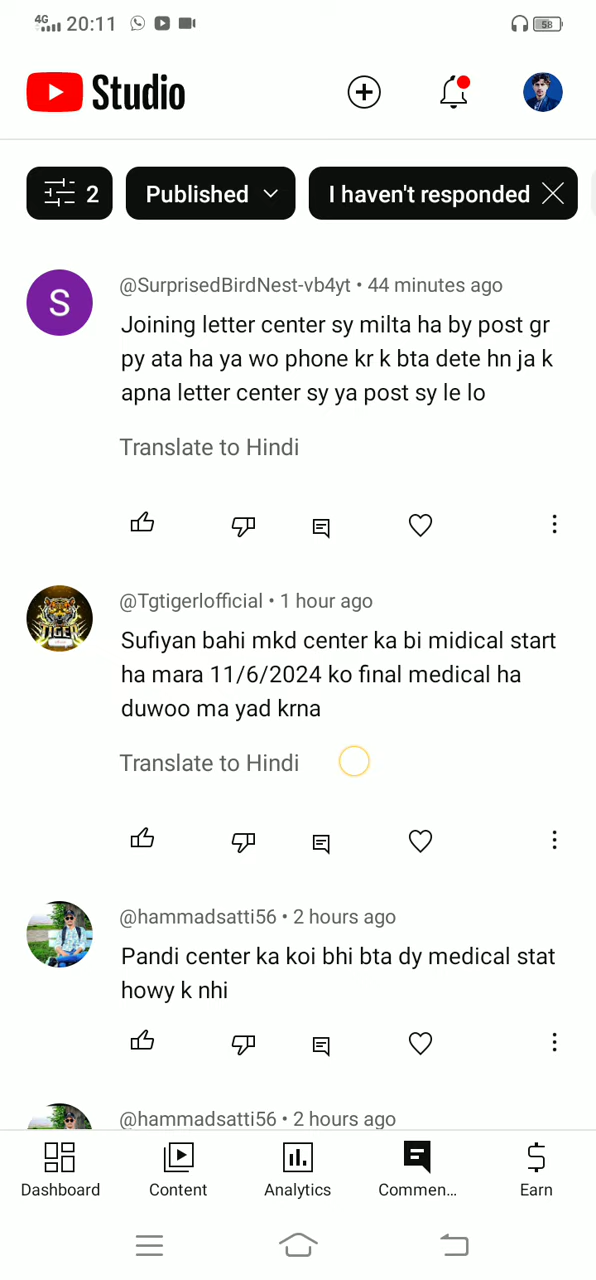 4G 20:11 58
Studio
2 Published I haven't responded
S
@SurprisedBirdNest-vb4yt • 44 minutes ago
Joining letter center sy milta ha by post gr
py ata ha ya wo phone kr k bta dete hn ja k
apna letter center sy ya post sy le lo
Translate to Hindi
TIGER
@Tgtigerlofficial • 1 hour ago
Sufiyan bahi mkd center ka bi midical start
ha mara 11/6/2024 ko final medical ha
duwoo ma yad krna
Translate to Hindi
@hammadsatti56 • 2 hours ago
Pandi center ka koi bhi bta dy medical stat
howy k nhi
@hammadsatti56 • 2 hours ago
Dashboard Content Analytics Commen... Earn